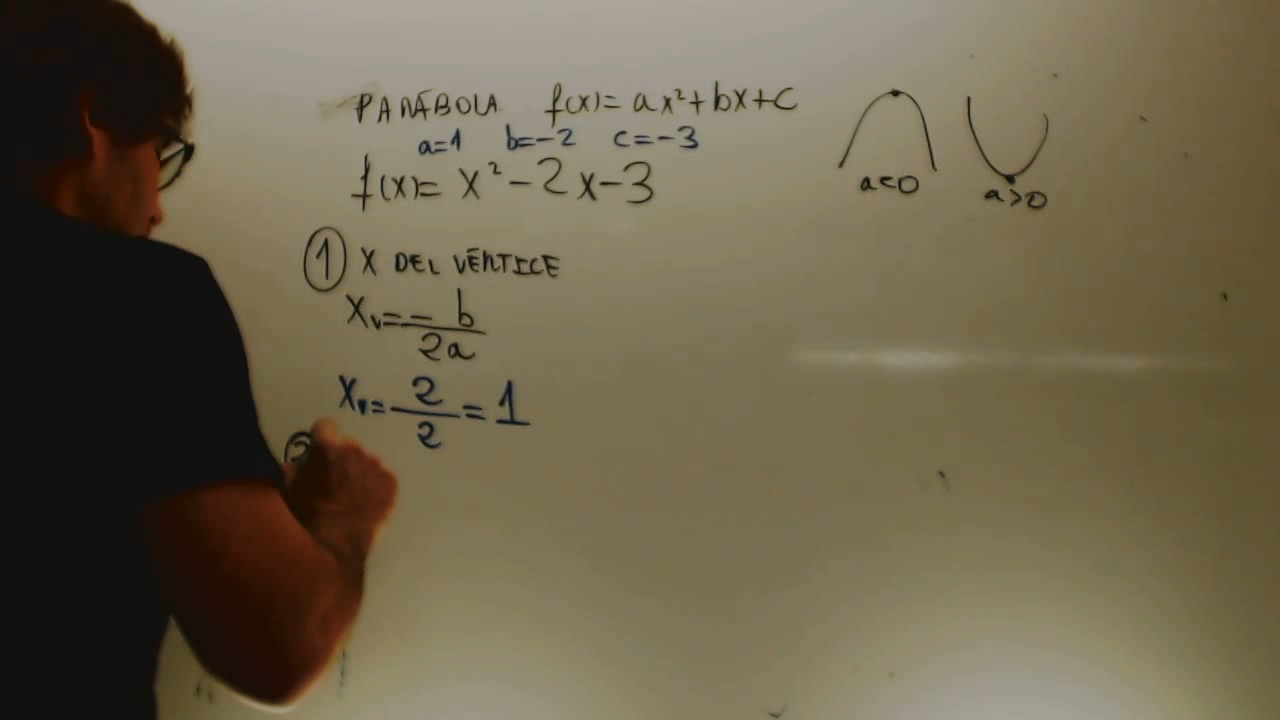 PARÁBOLA f(x)= ax²+bx+c
a=1 b=-2 c=-3
f(x)= x²-2x-3
a<0 a>0
① X DEL VÉRTICE
Xv=-b/2a
Xv=2/2=1
②